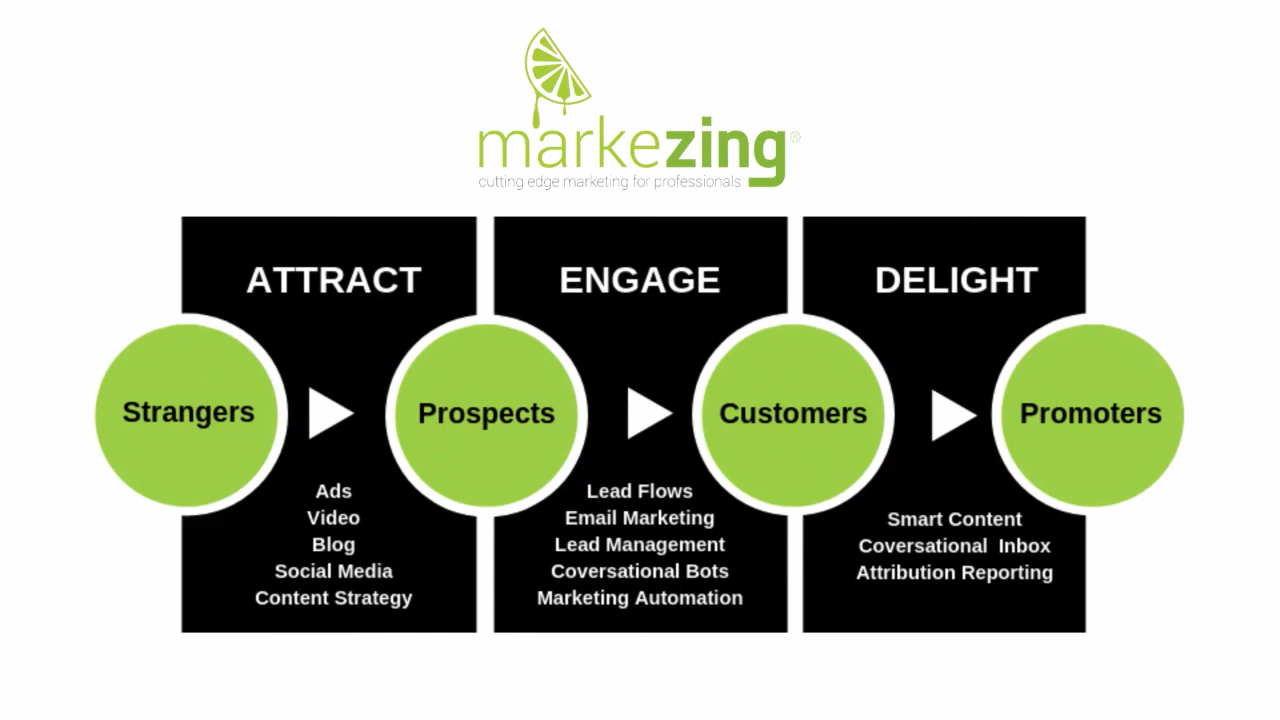 markezing®
cutting edge marketing for professionals
ATTRACT
ENGAGE
DELIGHT
Strangers
Prospects
Customers
Promoters
Ads
Video
Blog
Social Media
Content Strategy
Lead Flows
Email Marketing
Lead Management
Coversational Bots
Marketing Automation
Smart Content
Coversational Inbox
Attribution Reporting